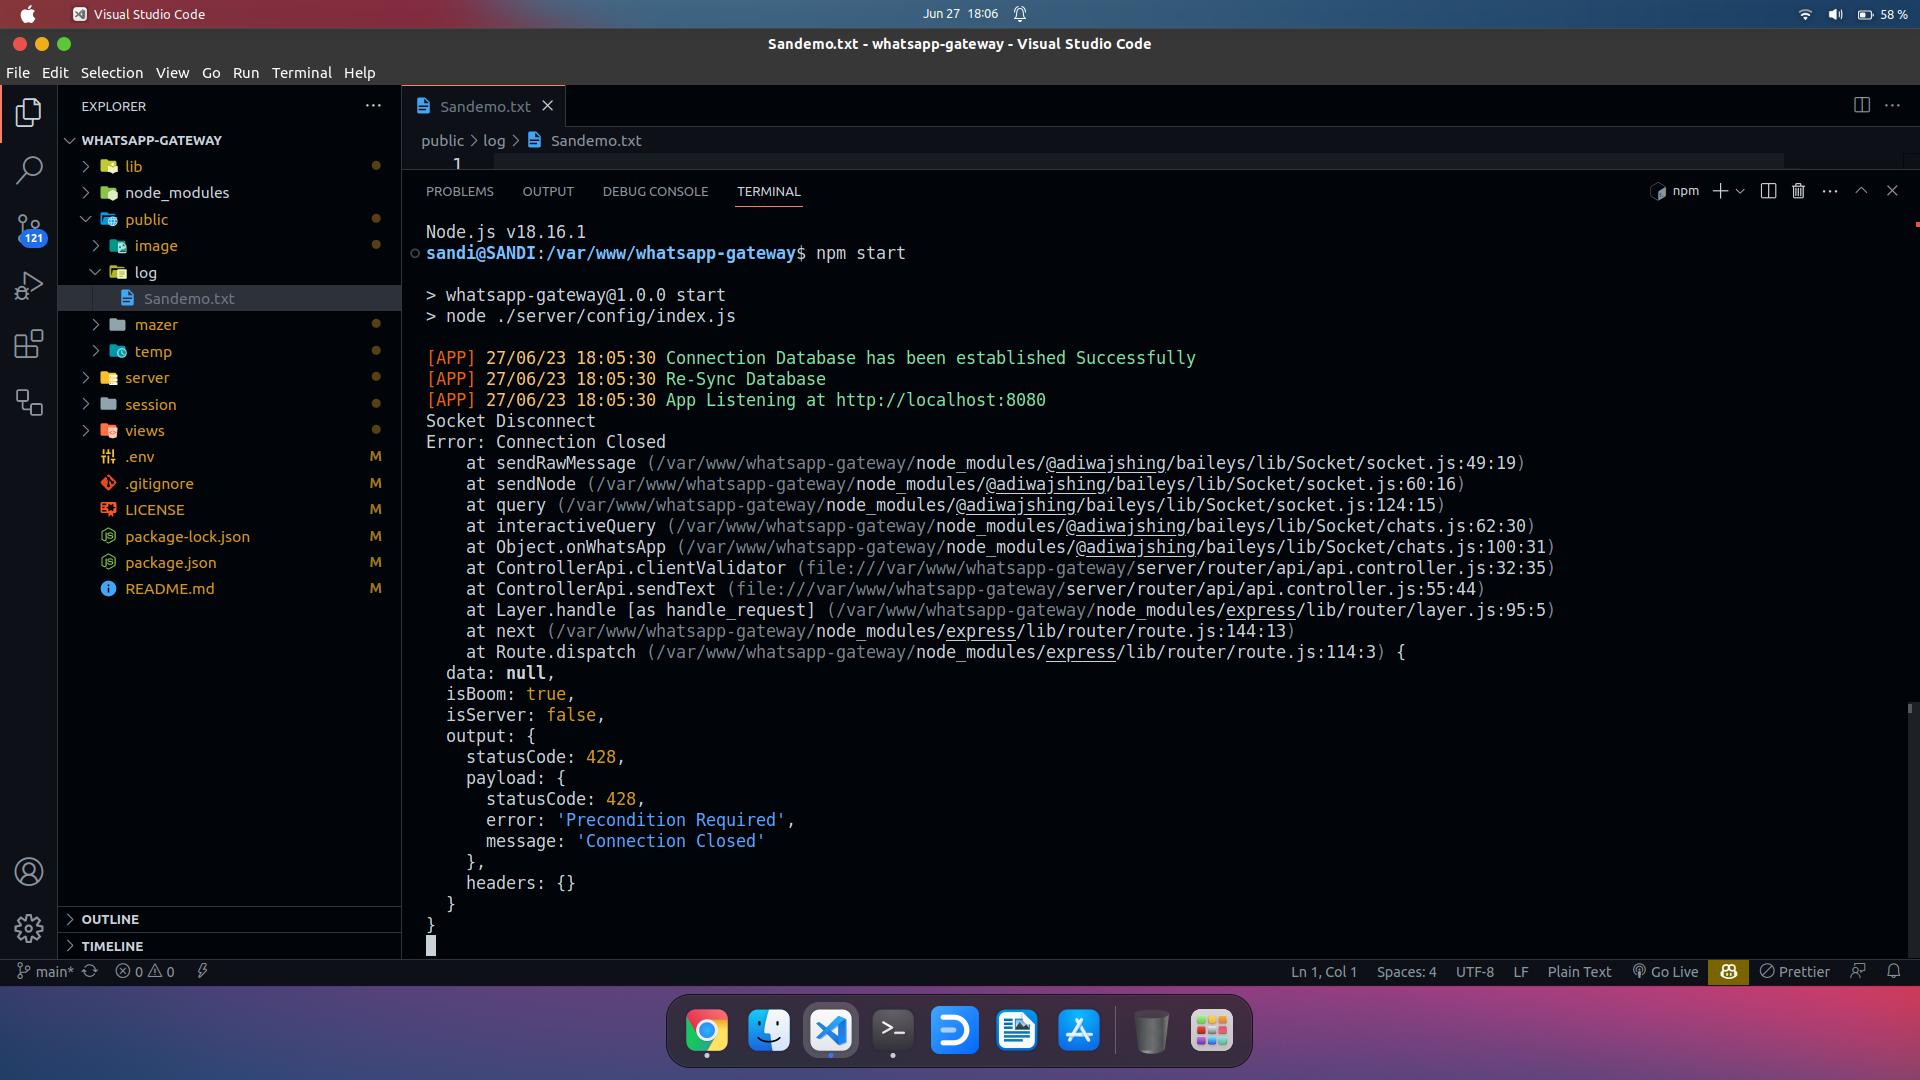 Visual Studio Code
Jun 27 18:06
58 %
Sandemo.txt - whatsapp-gateway - Visual Studio Code
File Edit Selection View Go Run Terminal Help
EXPLORER
WHATSAPP-GATEWAY
lib
node_modules
public
image
log
Sandemo.txt
mazer
temp
server
session
views
.env M
.gitignore M
LICENSE M
package-lock.json M
package.json M
README.md M
OUTLINE
TIMELINE
121
Sandemo.txt
public > log > Sandemo.txt
1
PROBLEMS OUTPUT DEBUG CONSOLE TERMINAL
npm
Node.js v18.16.1
sandi@SANDI:/var/www/whatsapp-gateway$ npm start
> whatsapp-gateway@1.0.0 start
> node ./server/config/index.js
[APP] 27/06/23 18:05:30 Connection Database has been established Successfully
[APP] 27/06/23 18:05:30 Re-Sync Database
[APP] 27/06/23 18:05:30 App Listening at http://localhost:8080
Socket Disconnect
Error: Connection Closed
at sendRawMessage (/var/www/whatsapp-gateway/node_modules/@adiwajshing/baileys/lib/Socket/socket.js:49:19)
at sendNode (/var/www/whatsapp-gateway/node_modules/@adiwajshing/baileys/lib/Socket/socket.js:60:16)
at query (/var/www/whatsapp-gateway/node_modules/@adiwajshing/baileys/lib/Socket/socket.js:124:15)
at interactiveQuery (/var/www/whatsapp-gateway/node_modules/@adiwajshing/baileys/lib/Socket/chats.js:62:30)
at Object.onWhatsApp (/var/www/whatsapp-gateway/node_modules/@adiwajshing/baileys/lib/Socket/chats.js:100:31)
at ControllerApi.clientValidator (file:///var/www/whatsapp-gateway/server/router/api/api.controller.js:32:35)
at ControllerApi.sendText (file:///var/www/whatsapp-gateway/server/router/api/api.controller.js:55:44)
at Layer.handle [as handle_request] (/var/www/whatsapp-gateway/node_modules/express/lib/router/layer.js:95:5)
at next (/var/www/whatsapp-gateway/node_modules/express/lib/router/route.js:144:13)
at Route.dispatch (/var/www/whatsapp-gateway/node_modules/express/lib/router/route.js:114:3) {
data: null,
isBoom: true,
isServer: false,
output: {
statusCode: 428,
payload: {
statusCode: 428,
error: 'Precondition Required',
message: 'Connection Closed'
},
headers: {}
}
}
main* 0 0
Ln 1, Col 1 Spaces: 4 UTF-8 LF Plain Text Go Live Prettier